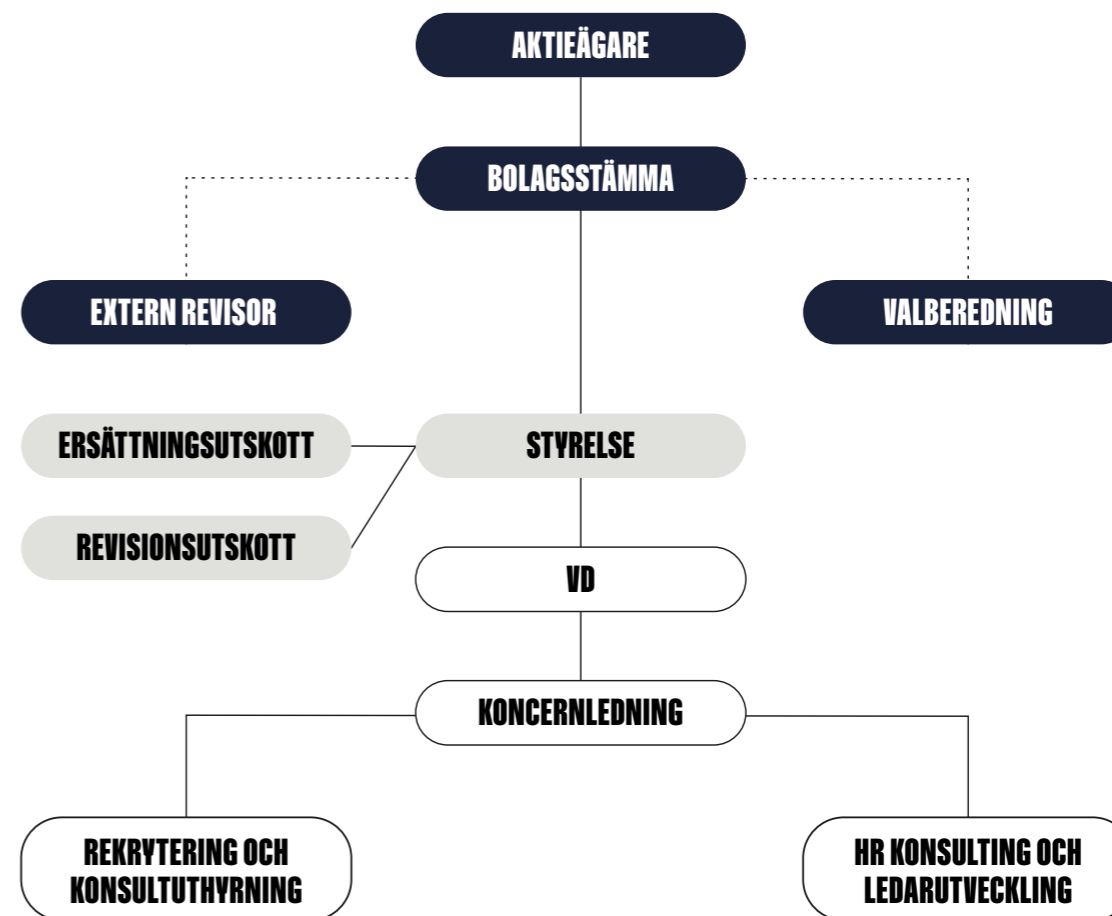 AKTIEÄGARE
BOLAGSSTÄMMA
EXTERN REVISOR
VALBEREDNING
ERSÄTTNINGSUTSKOTT
STYRELSE
REVISIONSUTSKOTT
VD
KONCERNLEDNING
REKRYTERING OCH
KONSULTUTHYRNING
HR KONSULTING OCH
LEDARUTVECKLING